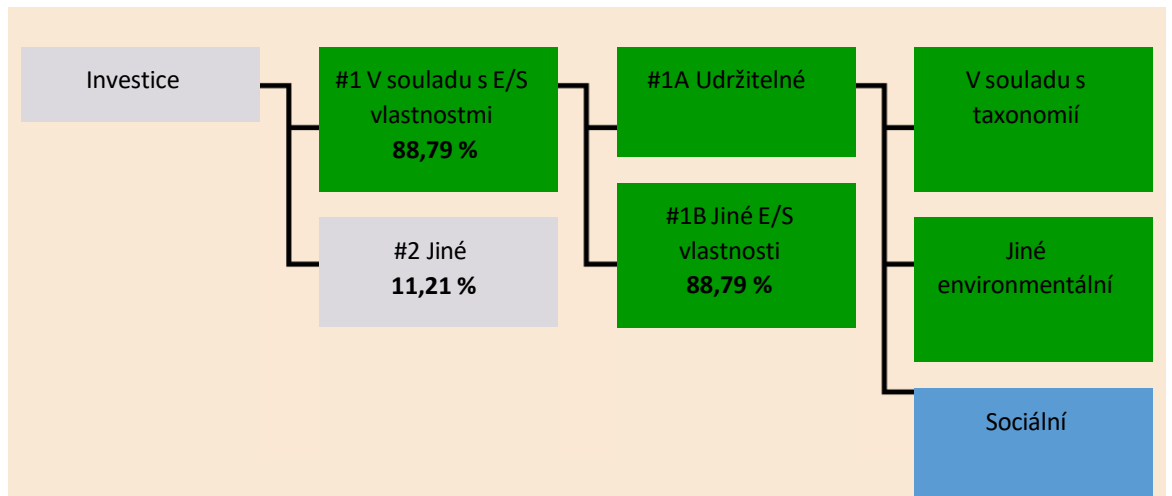 Investice
#1 V souladu s E/S
vlastnostmi
88,79 %
#2 Jiné
11,21 %
#1A Udržitelné
#1B Jiné E/S
vlastnosti
88,79 %
V souladu s
taxonomií
Jiné
environmentální
Sociální